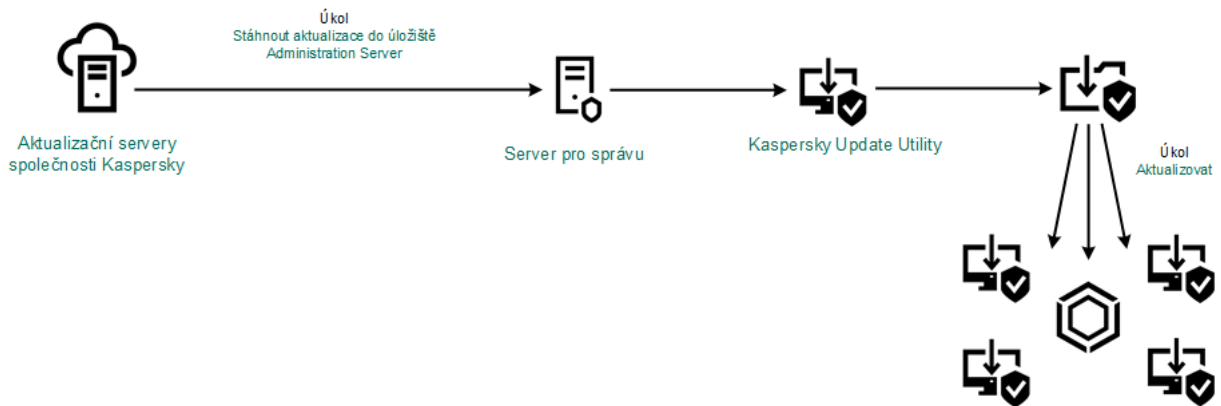 Úkol
Stáhnout aktualizace do úložiště
Administration Server
Aktualizační servery
společnosti Kaspersky
Server pro správu
Kaspersky Update Utility
Úkol
Aktualizovat